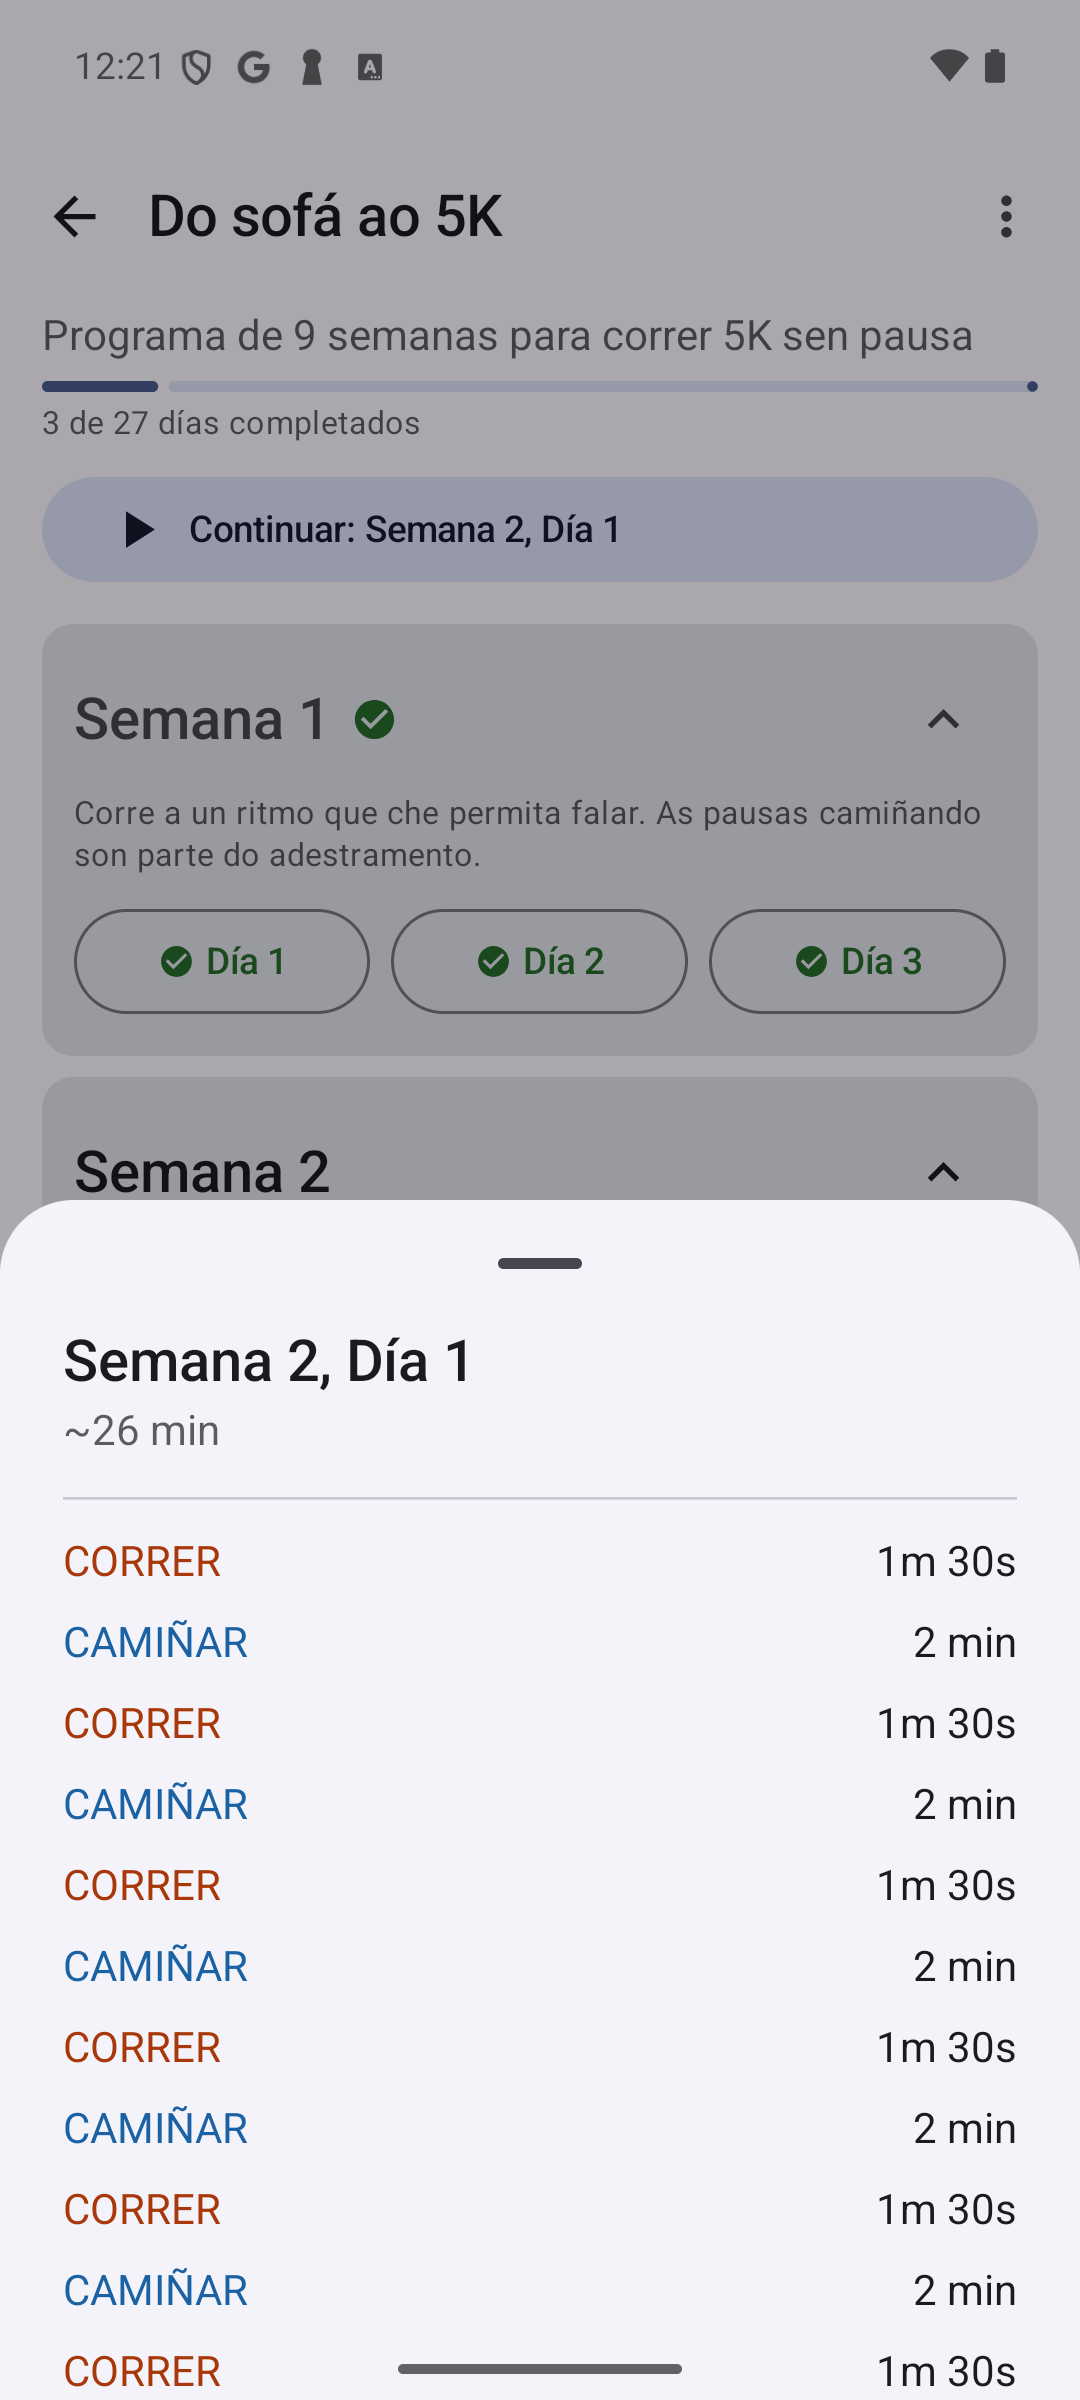 12:21
Do sofá ao 5K
Programa de 9 semanas para correr 5K sen pausa
3 de 27 días completados
Continuar: Semana 2, Día 1
Semana 1
Corre a un ritmo que che permita falar. As pausas camiñando
son parte do adestramento.
Día 1 Día 2 Día 3
Semana 2
Semana 2, Día 1
~26 min
CORRER 1m 30s
CAMIÑAR 2 min
CORRER 1m 30s
CAMIÑAR 2 min
CORRER 1m 30s
CAMIÑAR 2 min
CORRER 1m 30s
CAMIÑAR 2 min
CORRER 1m 30s
CAMIÑAR 2 min
CORRER 1m 30s